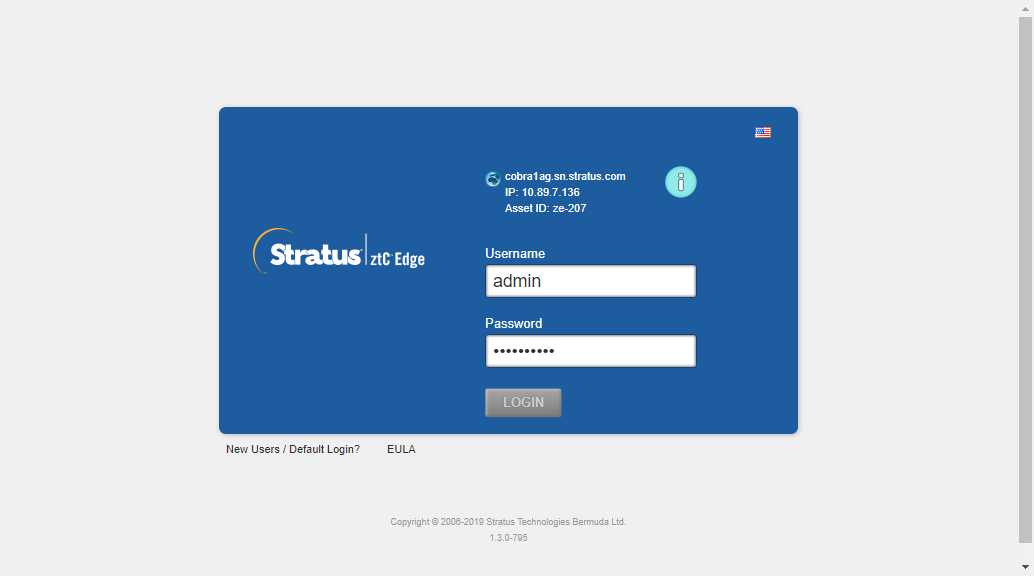 cobra1ag.sn.stratus.com
IP: 10.89.7.136
Asset ID: ze-207
i
Stratus | ztC Edge
Username
admin
Password
••••••••••
LOGIN
New Users / Default Login? EULA
Copyright © 2006-2019 Stratus Technologies Bermuda Ltd.
1.3.0-795